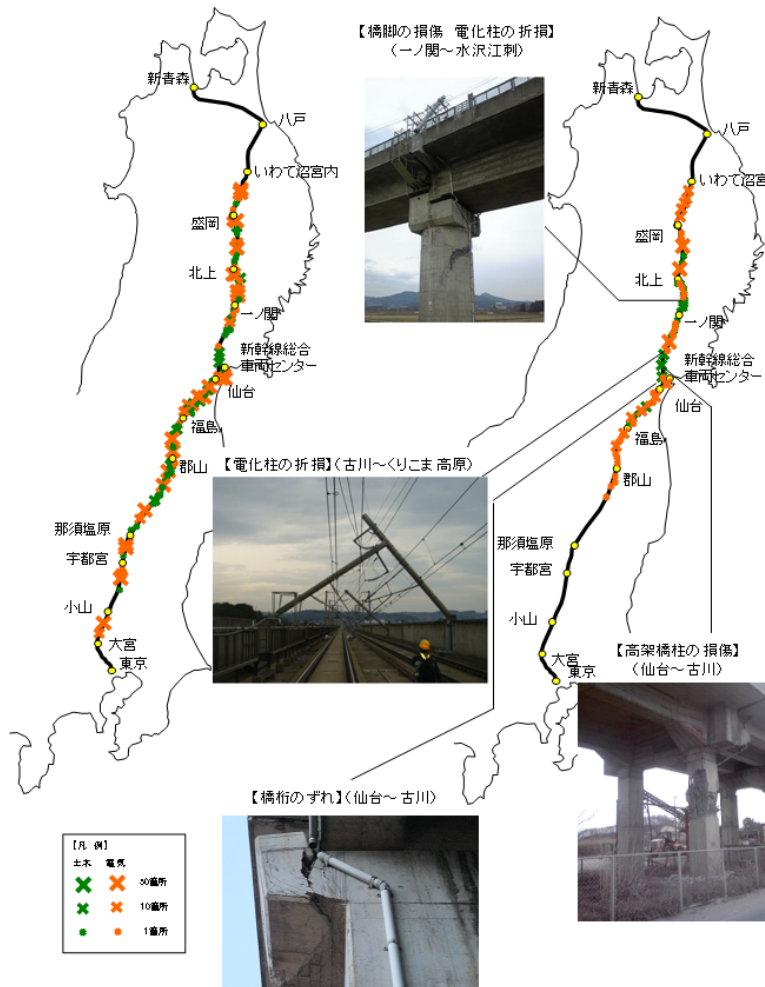 【橋脚の損傷 電化柱の折損】
(一ノ関～水沢江刺)
新青森
八戸
いわて沼宮内
盛岡
北上
一ノ関
新幹線総合
車両センター
仙台
福島
郡山
那須塩原
宇都宮
小山
大宮
東京
新青森
八戸
いわて沼宮
盛岡
北上
一ノ関
新幹線総合
車両センター
仙台
福島
郡山
那須塩原
宇都宮
小山
大宮
東京
【電化柱の折損】(古川～くりこま高原)
【高架橋柱の損傷】
(仙台～古川)
【橋桁のずれ】(仙台～古川)
【凡 例】
土木 電気
50箇所
10箇所
1箇所